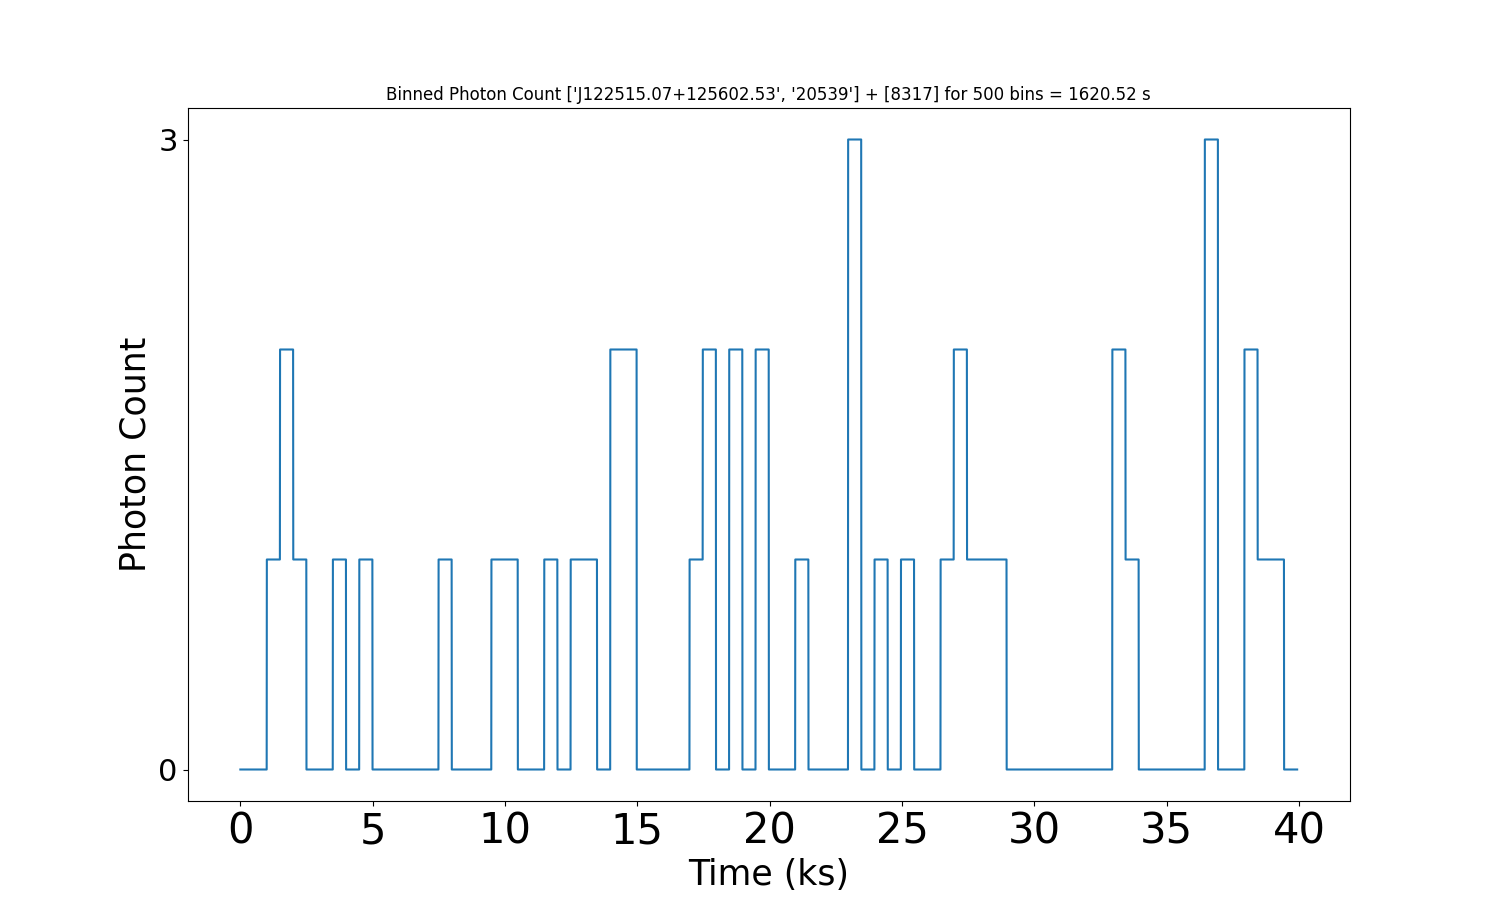 Binned Photon Count ['J122515.07+125602.53', '20539'] + [8317] for 500 bins = 1620.52 s
3
0
Photon Count
0 5 10 15 20 25 30 35 40
Time (ks)